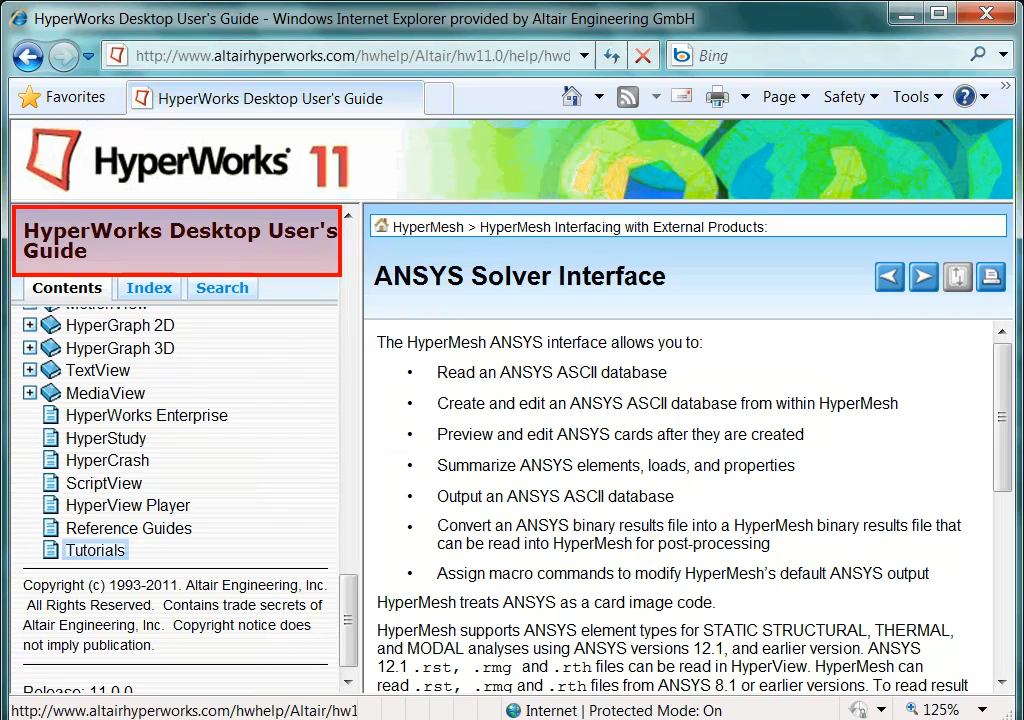 HyperWorks Desktop User's Guide - Windows Internet Explorer provided by Altair Engineering GmbH
http://www.altairhyperworks.com/hwhelp/Altair/hw11.0/help/hwd
Bing
Favorites
HyperWorks Desktop User's Guide
Page
Safety
Tools
HyperWorks 11
HyperWorks Desktop User's
Guide
Contents
Index
Search
HyperGraph 2D
HyperGraph 3D
TextView
MediaView
HyperWorks Enterprise
HyperStudy
HyperCrash
ScriptView
HyperView Player
Reference Guides
Tutorials
Copyright (c) 1993-2011. Altair Engineering, Inc.
All Rights Reserved.  Contains trade secrets of
Altair Engineering, Inc.  Copyright notice does
not imply publication.
Release: 11.0.0
HyperMesh > HyperMesh Interfacing with External Products:
ANSYS Solver Interface
The HyperMesh ANSYS interface allows you to:
• Read an ANSYS ASCII database
• Create and edit an ANSYS ASCII database from within HyperMesh
• Preview and edit ANSYS cards after they are created
• Summarize ANSYS elements, loads, and properties
• Output an ANSYS ASCII database
• Convert an ANSYS binary results file into a HyperMesh binary results file that
can be read into HyperMesh for post-processing
• Assign macro commands to modify HyperMesh's default ANSYS output
HyperMesh treats ANSYS as a card image code.
HyperMesh supports ANSYS element types for STATIC STRUCTURAL, THERMAL,
and MODAL analyses using ANSYS versions 12.1, and earlier version. ANSYS
12.1 .rst, .rmg and .rth files can be read in HyperView. HyperMesh can
read .rst, .rmg and .rth files from ANSYS 8.1 or earlier versions. To read result
http://www.altairhyperworks.com/hwhelp/Altair/hw1
Internet | Protected Mode: On
125%